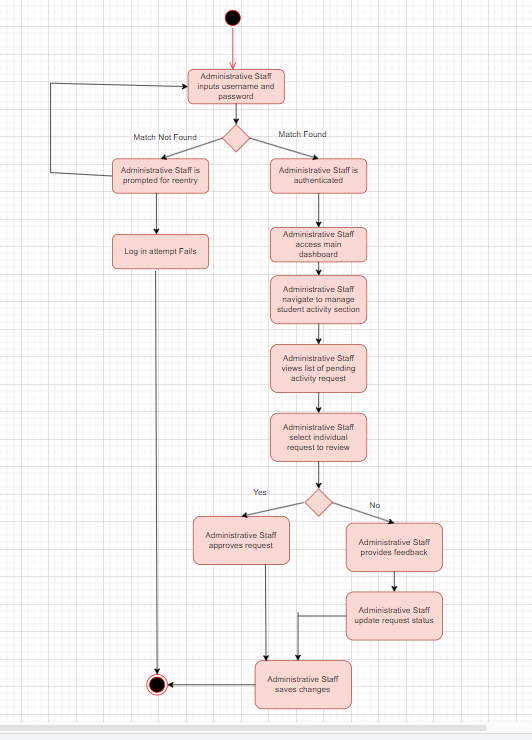 Administrative Staff
inputs username and
password
Match Not Found
Match Found
Administrative Staff is
prompted for reentry
Administrative Staff is
authenticated
Log in attempt Fails
Administrative Staff
access main
dashboard
Administrative Staff
navigate to manage
student activity section
Administrative Staff
views list of pending
activity request
Administrative Staff
select individual
request to review
Yes
No
Administrative Staff
approves request
Administrative Staff
provides feedback
Administrative Staff
update request status
Administrative Staff
saves changes